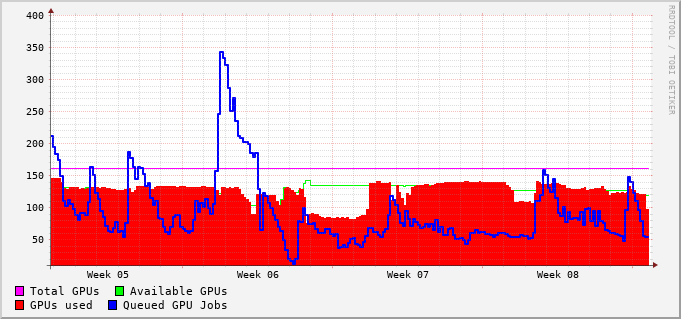 400
350
300
250
200
150
100
50
Week 05 Week 06 Week 07 Week 08
Total GPUs Available GPUs
GPUs used Queued GPU Jobs
RRDTOOL / TOBI OETIKER